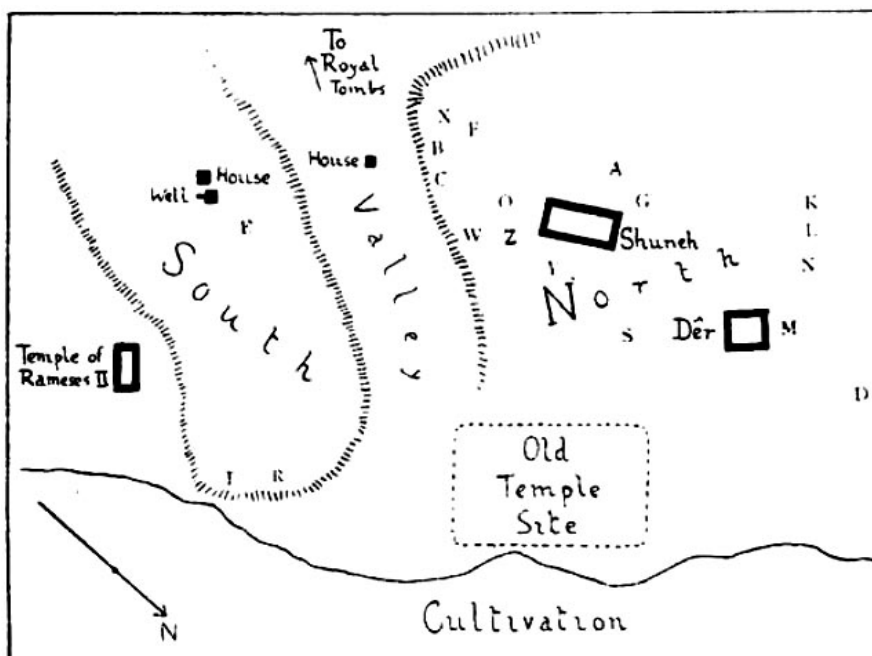 To
Royal
Tombs
House
Well
F
South
Valley
House
X
F
B
C
W
O
Z
A
G
Shuneh
K
L
N
North
S
Dêr
M
D
Temple of
Rameses II
R
Old
Temple
Site
N
Cultivation